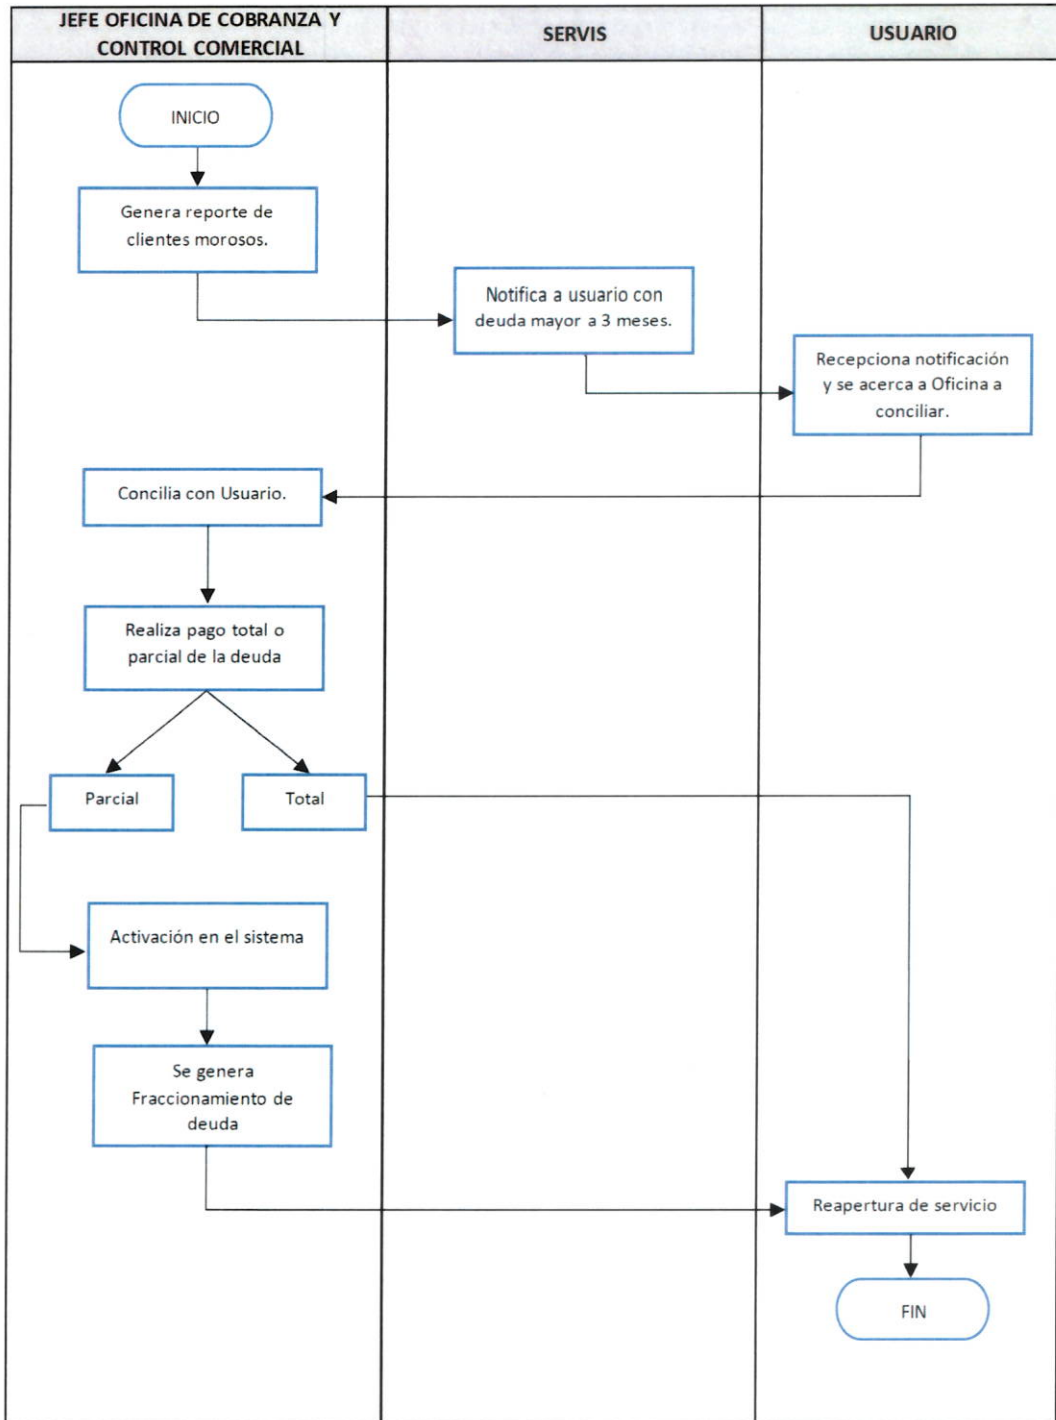 JEFE OFICINA DE COBRANZA Y
CONTROL COMERCIAL
SERVIS
USUARIO
INICIO
Genera reporte de
clientes morosos.
Notifica a usuario con
deuda mayor a 3 meses.
Recepciona notificación
y se acerca a Oficina a
conciliar.
Concilia con Usuario.
Realiza pago total o
parcial de la deuda
Parcial
Total
Activación en el sistema
Se genera
Fraccionamiento de
deuda
Reapertura de servicio
FIN